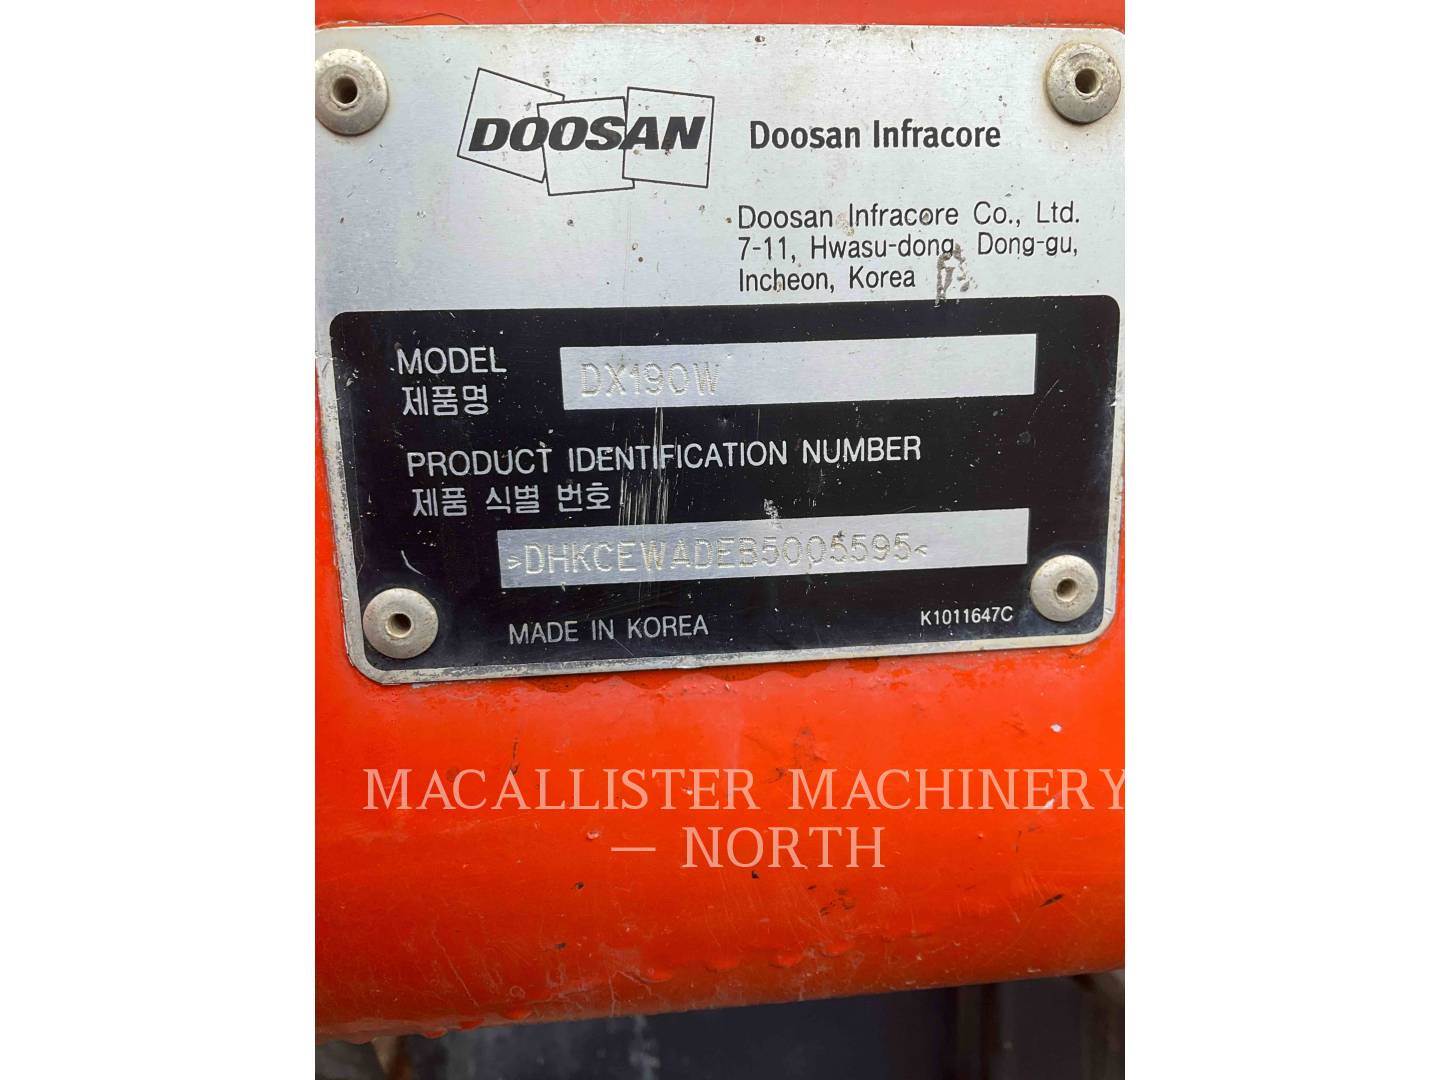 DOOSAN
Doosan Infracore
Doosan Infracore Co., Ltd.
7-11, Hwasu-dong, Dong-gu,
Incheon, Korea
MODEL
제품명
DX190W
PRODUCT IDENTIFICATION NUMBER
제품 식별 번호
>DHKCEWADEB5005595<
MADE IN KOREA
K1011647C
MACALLISTER MACHINERY
— NORTH